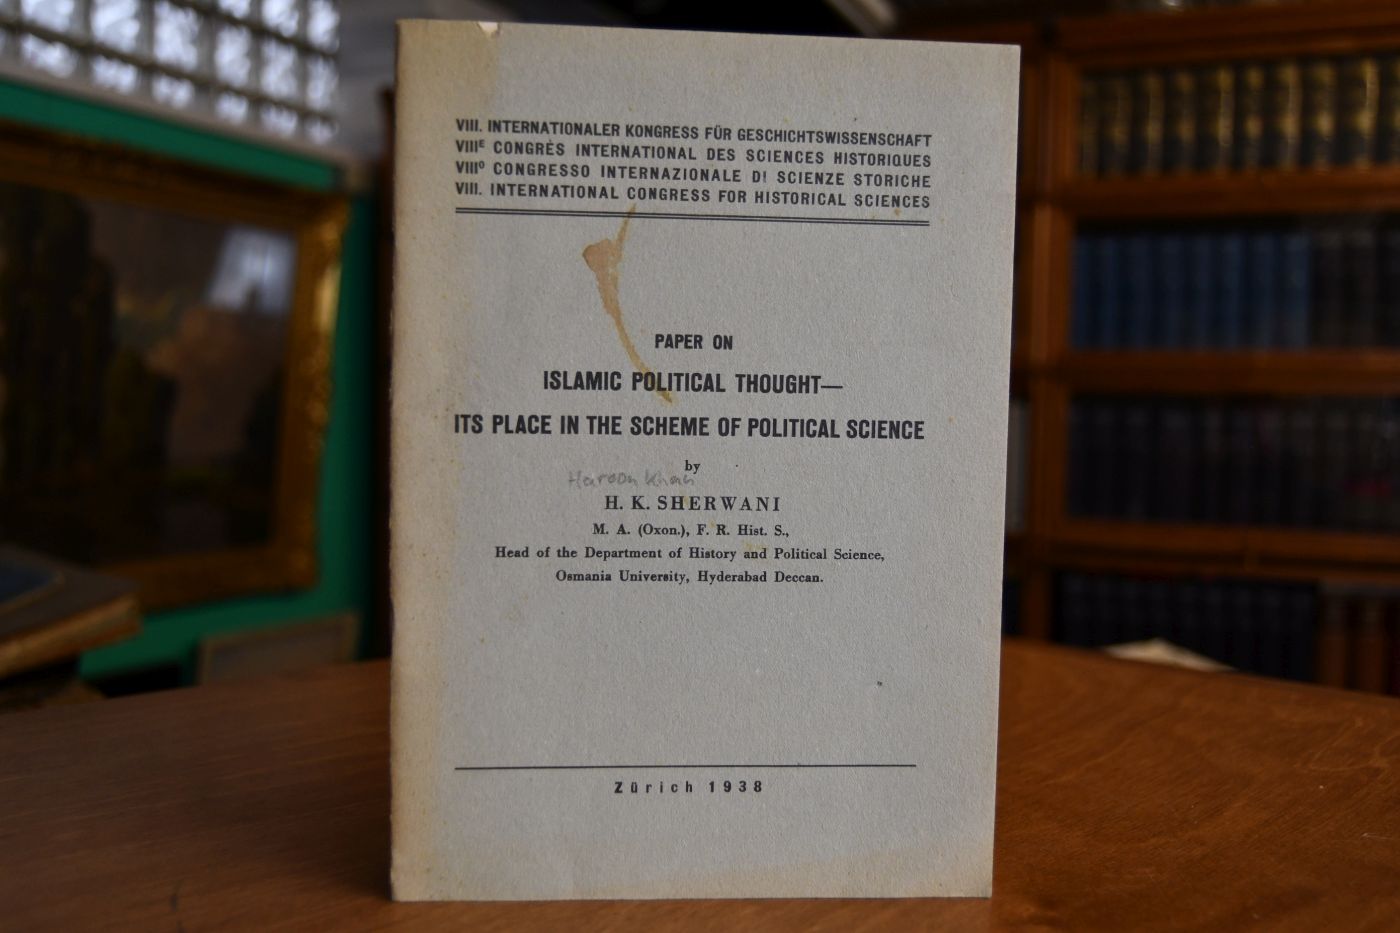 VIII. INTERNATIONALER KONGRESS FÜR GESCHICHTSWISSENSCHAFT
VIIIᴱ CONGRÈS INTERNATIONAL DES SCIENCES HISTORIQUES
VIIIᴼ CONGRESSO INTERNAZIONALE DI SCIENZE STORICHE
VIII. INTERNATIONAL CONGRESS FOR HISTORICAL SCIENCES
PAPER ON
ISLAMIC POLITICAL THOUGHT—
ITS PLACE IN THE SCHEME OF POLITICAL SCIENCE
by
Haroon Khan
H. K. SHERWANI
M. A. (Oxon.), F. R. Hist. S.,
Head of the Department of History and Political Science,
Osmania University, Hyderabad Deccan.
Zürich 1938